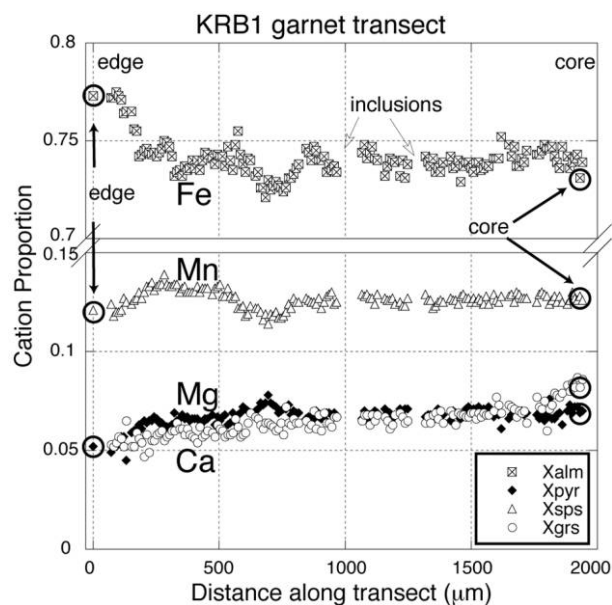 KRB1 garnet transect
0.8
edge
core
inclusions
0.75
edge
Fe
core
0.7
0.15
Mn
Cation Proportion
0.1
Mg
0.05
Ca
Xalm
Xpyr
Xsps
Xgrs
0
0
500
1000
1500
2000
Distance along transect (μm)